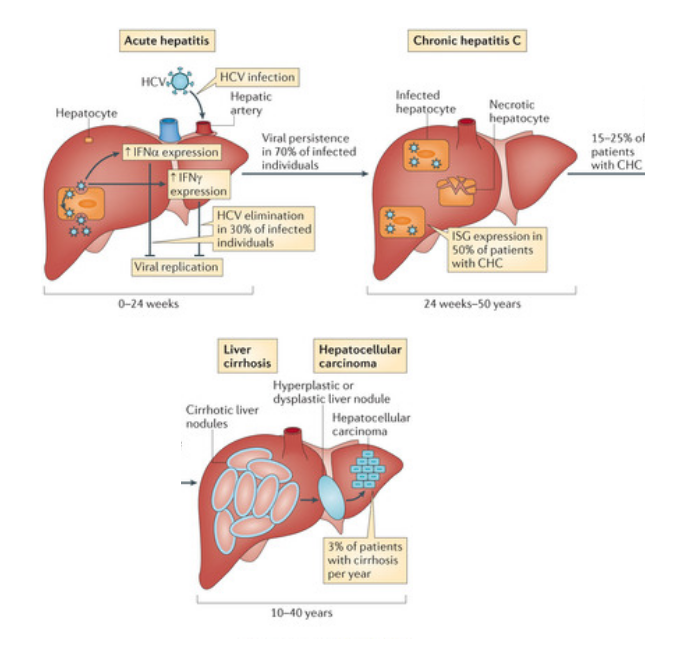 Acute hepatitis
HCV
HCV infection
Hepatic
artery
Hepatocyte
↑ IFNα expression
↑ IFNγ
expression
HCV elimination
in 30% of infected
individuals
Viral replication
0–24 weeks
Viral persistence
in 70% of infected
individuals
Chronic hepatitis C
Infected
hepatocyte
Necrotic
hepatocyte
ISG expression in
50% of patients
with CHC
24 weeks–50 years
15–25% of
patients
with CHC
Liver
cirrhosis
Hepatocellular
carcinoma
Hyperplastic or
dysplastic liver nodule
Cirrhotic liver
nodules
Hepatocellular
carcinoma
3% of patients
with cirrhosis
per year
10–40 years